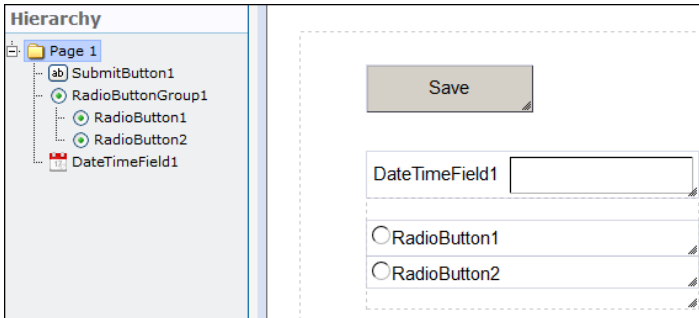 Hierarchy
Page 1
ab SubmitButton1
RadioButtonGroup1
RadioButton1
RadioButton2
DateTimeField1
Save
DateTimeField1
RadioButton1
RadioButton2